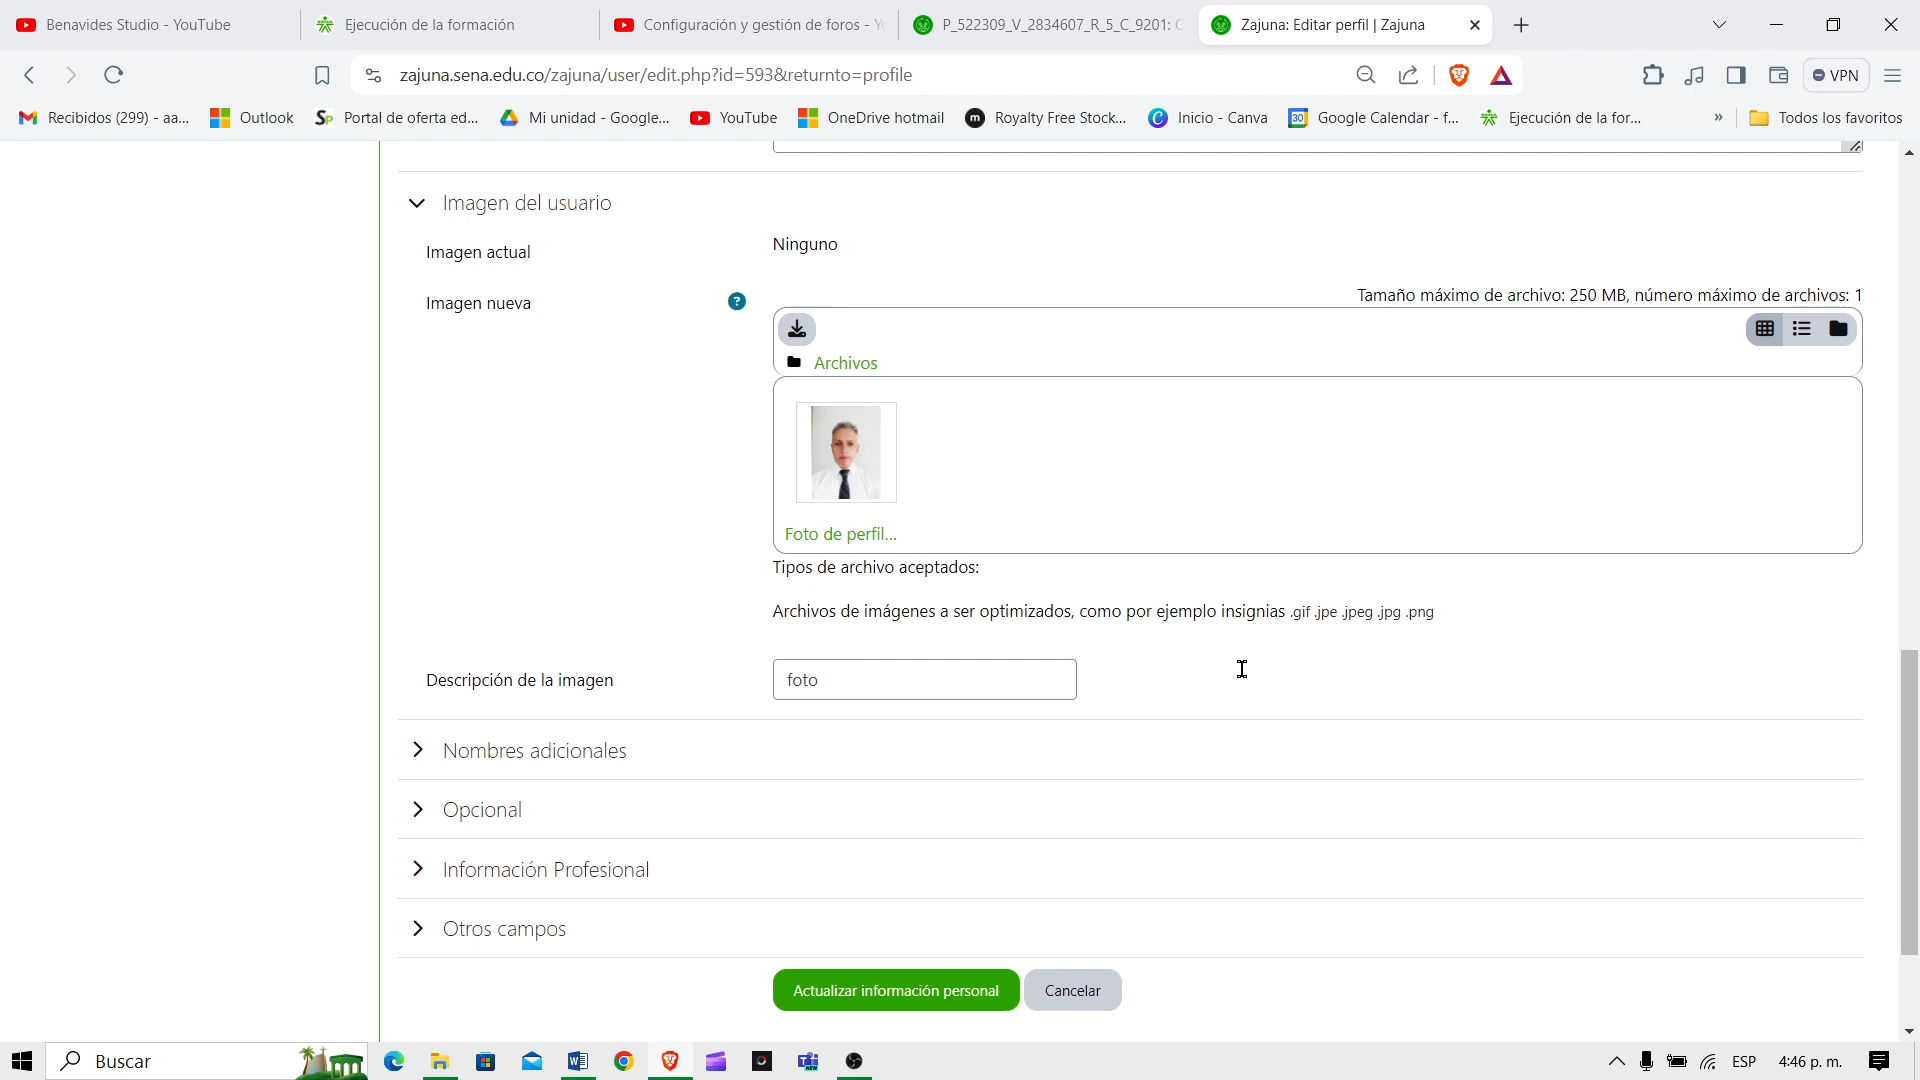 Benavides Studio - YouTube
Ejecución de la formación
Configuración y gestión de foros - Yo
P_522309_V_2834607_R_5_C_9201: C
Zajuna: Editar perfil | Zajuna
zajuna.sena.edu.co/zajuna/user/edit.php?id=593&returnto=profile
VPN
Recibidos (299) - aa...
Outlook
Portal de oferta ed...
Mi unidad - Google...
YouTube
OneDrive hotmail
Royalty Free Stock...
Inicio - Canva
Google Calendar - f...
Ejecución de la for...
»
Todos los favoritos
Imagen del usuario
Imagen actual
Ninguno
Imagen nueva
?
Tamaño máximo de archivo: 250 MB, número máximo de archivos: 1
Archivos
Foto de perfil...
Tipos de archivo aceptados:
Archivos de imágenes a ser optimizados, como por ejemplo insignias .gif .jpe .jpeg .jpg .png
Descripción de la imagen
foto
Nombres adicionales
Opcional
Información Profesional
Otros campos
Actualizar información personal
Cancelar
Buscar
ESP
4:46 p. m.